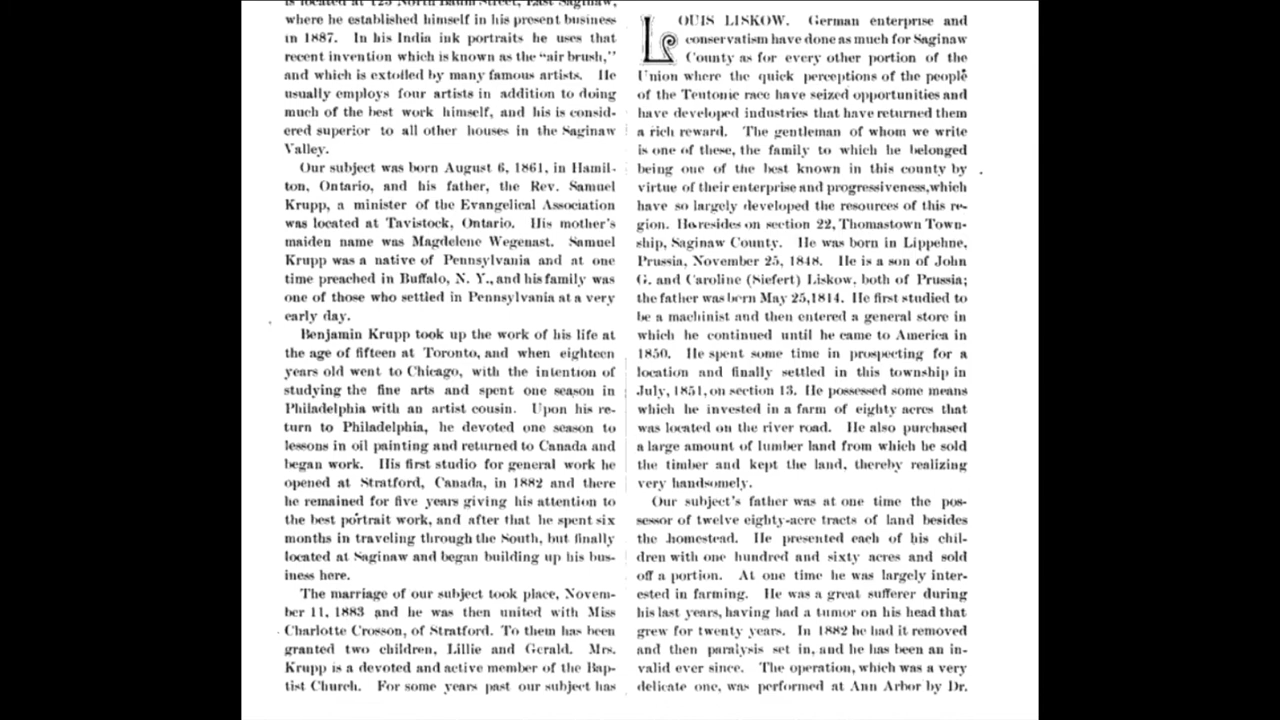 is located at 125 North Baum Street, East Saginaw,
where he established himself in his present business
in 1887. In his India ink portraits he uses that
recent invention which is known as the “air brush,”
and which is extolled by many famous artists. He
usually employs four artists in addition to doing
much of the best work himself, and his is consid-
ered superior to all other houses in the Saginaw
Valley.
Our subject was born August 6, 1861, in Hamil-
ton, Ontario, and his father, the Rev. Samuel
Krupp, a minister of the Evangelical Association
was located at Tavistock, Ontario. His mother's
maiden name was Magdelene Wegenast. Samuel
Krupp was a native of Pennsylvania and at one
time preached in Buffalo, N. Y., and his family was
one of those who settled in Pennsylvania at a very
early day.
Benjamin Krupp took up the work of his life at
the age of fifteen at Toronto, and when eighteen
years old went to Chicago, with the intention of
studying the fine arts and spent one season in
Philadelphia with an artist cousin. Upon his re-
turn to Philadelphia, he devoted one season to
lessons in oil painting and returned to Canada and
began work. His first studio for general work he
opened at Stratford, Canada, in 1882 and there
he remained for five years giving his attention to
the best portrait work, and after that he spent six
months in traveling through the South, but finally
located at Saginaw and began building up his bus-
iness here.
The marriage of our subject took place, Novem-
ber 11, 1883 and he was then united with Miss
Charlotte Crosson, of Stratford. To them has been
granted two children, Lillie and Gerald. Mrs.
Krupp is a devoted and active member of the Bap-
tist Church. For some years past our subject has
LOUIS LISKOW. German enterprise and
conservatism have done as much for Saginaw
County as for every other portion of the
Union where the quick perceptions of the people
of the Teutonic race have seized opportunities and
have developed industries that have returned them
a rich reward. The gentleman of whom we write
is one of these, the family to which he belonged
being one of the best known in this county by
virtue of their enterprise and progressiveness, which
have so largely developed the resources of this re-
gion. He resides on section 22, Thomastown Town-
ship, Saginaw County. He was born in Lippehne,
Prussia, November 25, 1848. He is a son of John
G. and Caroline (Siefert) Liskow, both of Prussia;
the father was born May 25, 1814. He first studied to
be a machinist and then entered a general store in
which he continued until he came to America in
1850. He spent some time in prospecting for a
location and finally settled in this township in
July, 1851, on section 13. He possessed some means
which he invested in a farm of eighty acres that
was located on the river road. He also purchased
a large amount of lumber land from which he sold
the timber and kept the land, thereby realizing
very handsomely.
Our subject's father was at one time the pos-
sessor of twelve eighty-acre tracts of land besides
the homestead. He presented each of his chil-
dren with one hundred and sixty acres and sold
off a portion. At one time he was largely inter-
ested in farming. He was a great sufferer during
his last years, having had a tumor on his head that
grew for twenty years. In 1882 he had it removed
and then paralysis set in, and he has been an in-
valid ever since. The operation, which was a very
delicate one, was performed at Ann Arbor by Dr.